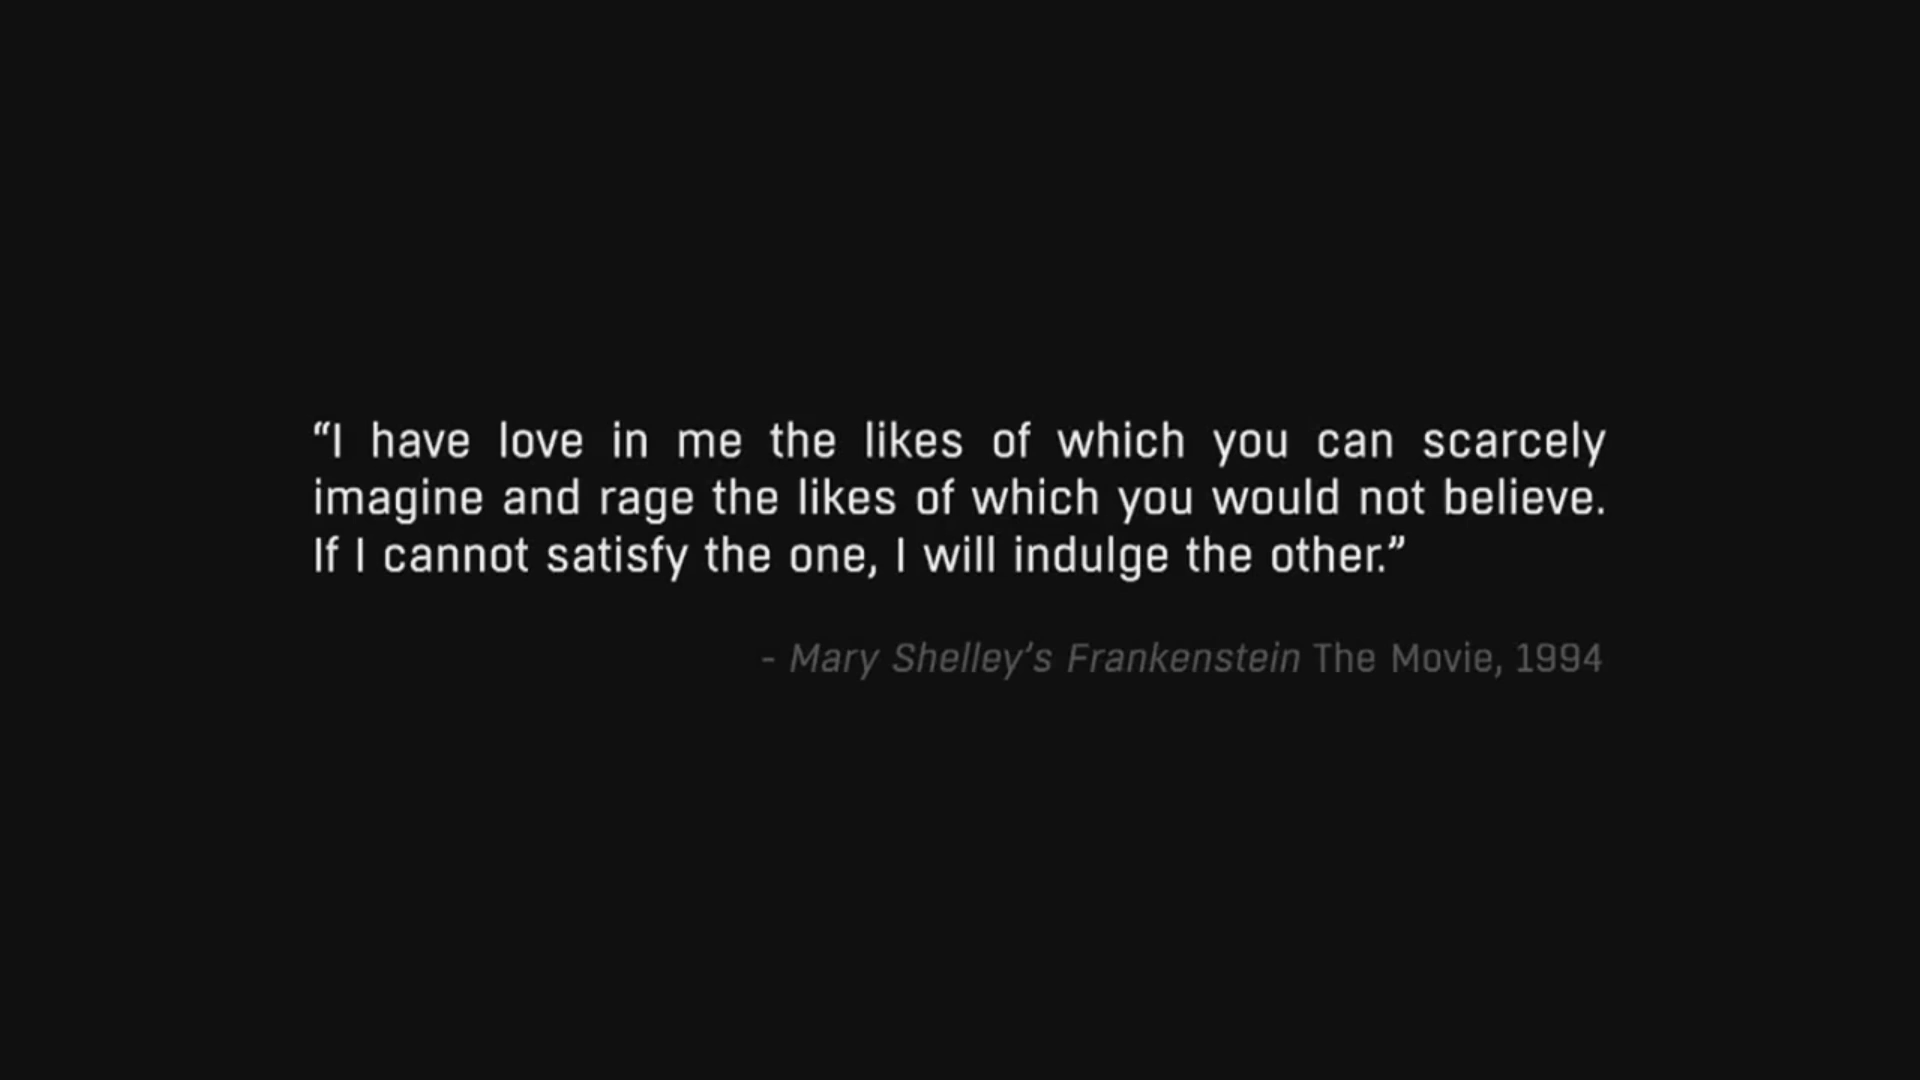 “I have love in me the likes of which you can scarcely
imagine and rage the likes of which you would not believe.
If I cannot satisfy the one, I will indulge the other.”
- Mary Shelley’s Frankenstein The Movie, 1994